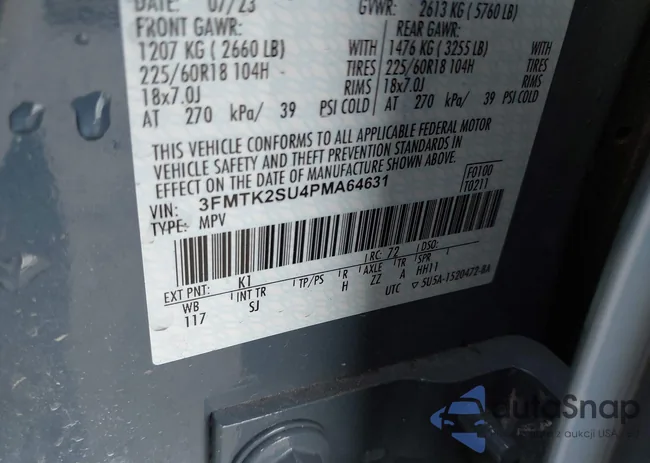 DATE: 07/23 GVWR: 2613 KG ( 5760 LB)
FRONT GAWR: REAR GAWR:
1207 KG ( 2660 LB) WITH 1476 KG ( 3255 LB) WITH
225/60R18 104H TIRES 225/60R18 104H TIRES
18x7.0J RIMS 18x7.0J RIMS
AT 270 kPa/ 39 PSI COLD AT 270 kPa/ 39 PSI COLD
THIS VEHICLE CONFORMS TO ALL APPLICABLE FEDERAL MOTOR
VEHICLE SAFETY AND THEFT PREVENTION STANDARDS IN
EFFECT ON THE DATE OF MANUFACTURE SHOWN ABOVE.
VIN: 3FMTK2SU4PMA64631 F0100
TYPE: MPV T0211
EXT PNT: K1 RC: 72 DSO:
WB INT TR TP/PS R AXLE TR SPR
117 SJ H ZZ A HH11
UTC 5U5A-1520472-BA
autoSnap
z aukcji USA